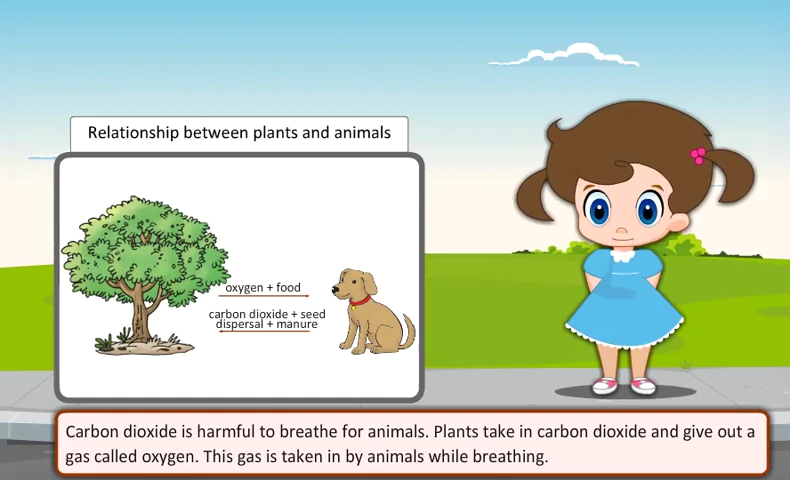 Relationship between plants and animals
oxygen + food
carbon dioxide + seed
dispersal + manure
Carbon dioxide is harmful to breathe for animals. Plants take in carbon dioxide and give out a
gas called oxygen. This gas is taken in by animals while breathing.